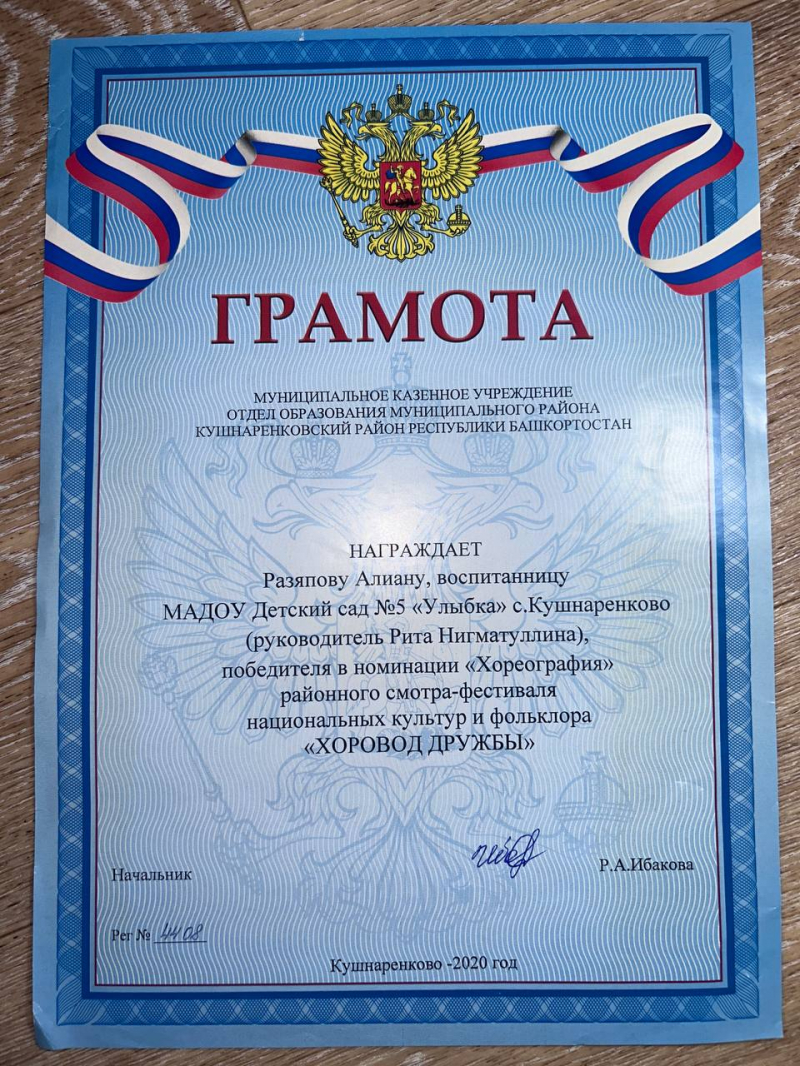 ГРАМОТА
МУНИЦИПАЛЬНОЕ КАЗЕННОЕ УЧРЕЖДЕНИЕ
ОТДЕЛ ОБРАЗОВАНИЯ МУНИЦИПАЛЬНОГО РАЙОНА
КУШНАРЕНКОВСКИЙ РАЙОН РЕСПУБЛИКИ БАШКОРТОСТАН
НАГРАЖДАЕТ
Разяпову Алиану, воспитанницу
МАДОУ Детский сад №5 «Улыбка» с.Кушнаренково
(руководитель Рита Нигматуллина),
победителя в номинации «Хореография»
районного смотра-фестиваля
национальных культур и фольклора
«ХОРОВОД ДРУЖБЫ»
Начальник Р.А.Ибакова
Рег № 4408
Кушнаренково -2020 год